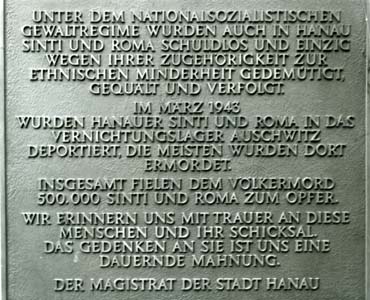 UNTER DEM NATIONALSOZIALISTISCHEN
GEWALTREGIME WURDEN AUCH IN HANAU
SINTI UND ROMA SCHULDLOS UND EINZIG
WEGEN IHRER ZUGEHÖRIGKEIT ZUR
ETHNISCHEN MINDERHEIT GEDEMÜTIGT,
GEQUÄLT UND VERFOLGT.
IM MÄRZ 1943
WURDEN HANAUER SINTI UND ROMA IN DAS
VERNICHTUNGSLAGER AUSCHWITZ
DEPORTIERT, DIE MEISTEN WURDEN DORT
ERMORDET.
INSGESAMT FIELEN DEM VÖLKERMORD
500.000 SINTI UND ROMA ZUM OPFER.
WIR ERINNERN UNS MIT TRAUER AN DIESE
MENSCHEN UND IHR SCHICKSAL.
DAS GEDENKEN AN SIE IST UNS EINE
DAUERNDE MAHNUNG.
DER MAGISTRAT DER STADT HANAU